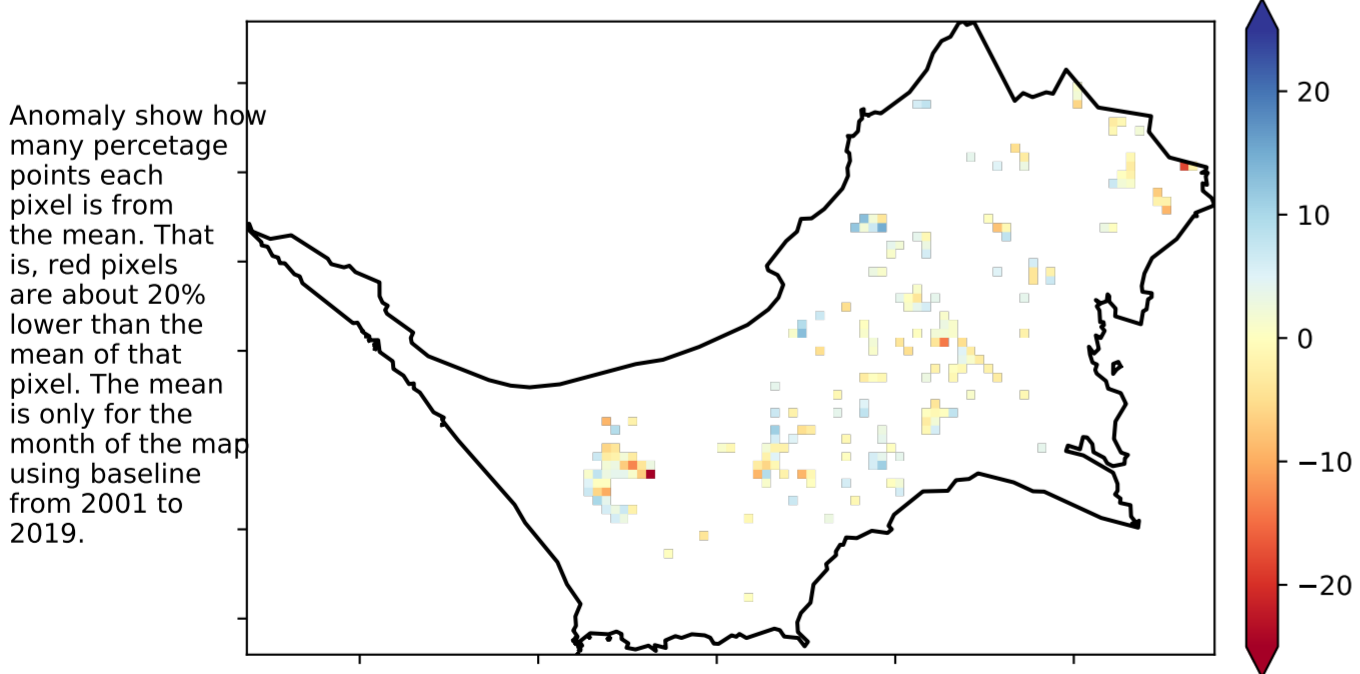 Anomaly show how
many percetage
points each
pixel is from
the mean. That
is, red pixels
are about 20%
lower than the
mean of that
pixel. The mean
is only for the
month of the map
using baseline
from 2001 to
2019.
20
10
0
−10
−20